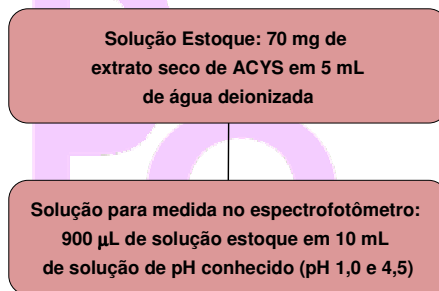 Solução Estoque: 70 mg de
extrato seco de ACYS em 5 mL
de água deionizada
Solução para medida no espectrofotômetro:
900 μL de solução estoque em 10 mL
de solução de pH conhecido (pH 1,0 e 4,5)